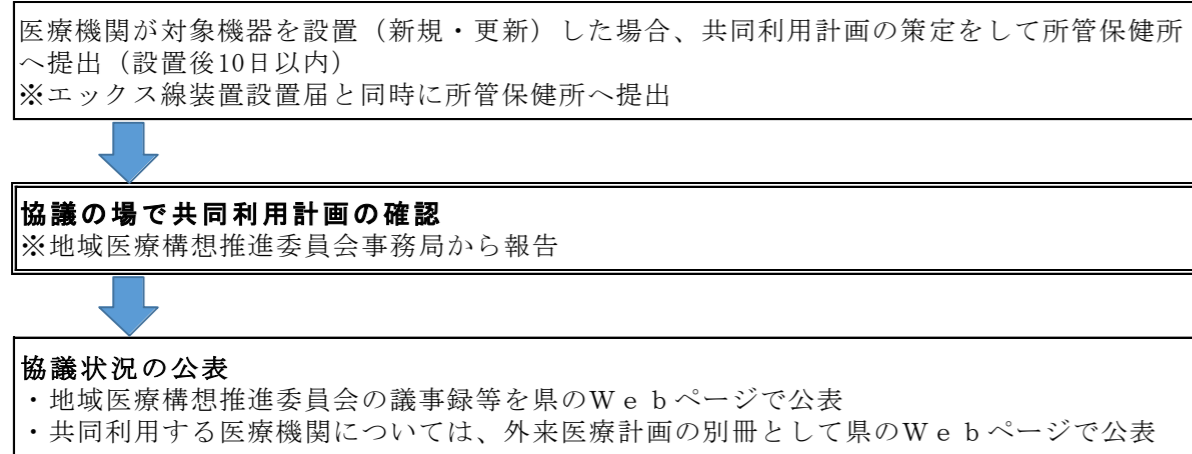 医療機関が対象機器を設置（新規・更新）した場合、共同利用計画の策定をして所管保健所
へ提出（設置後10日以内）
※エックス線装置設置届と同時に所管保健所へ提出
協議の場で共同利用計画の確認
※地域医療構想推進委員会事務局から報告
協議状況の公表
・地域医療構想推進委員会の議事録等を県のＷｅｂページで公表
・共同利用する医療機関については、外来医療計画の別冊として県のＷｅｂページで公表